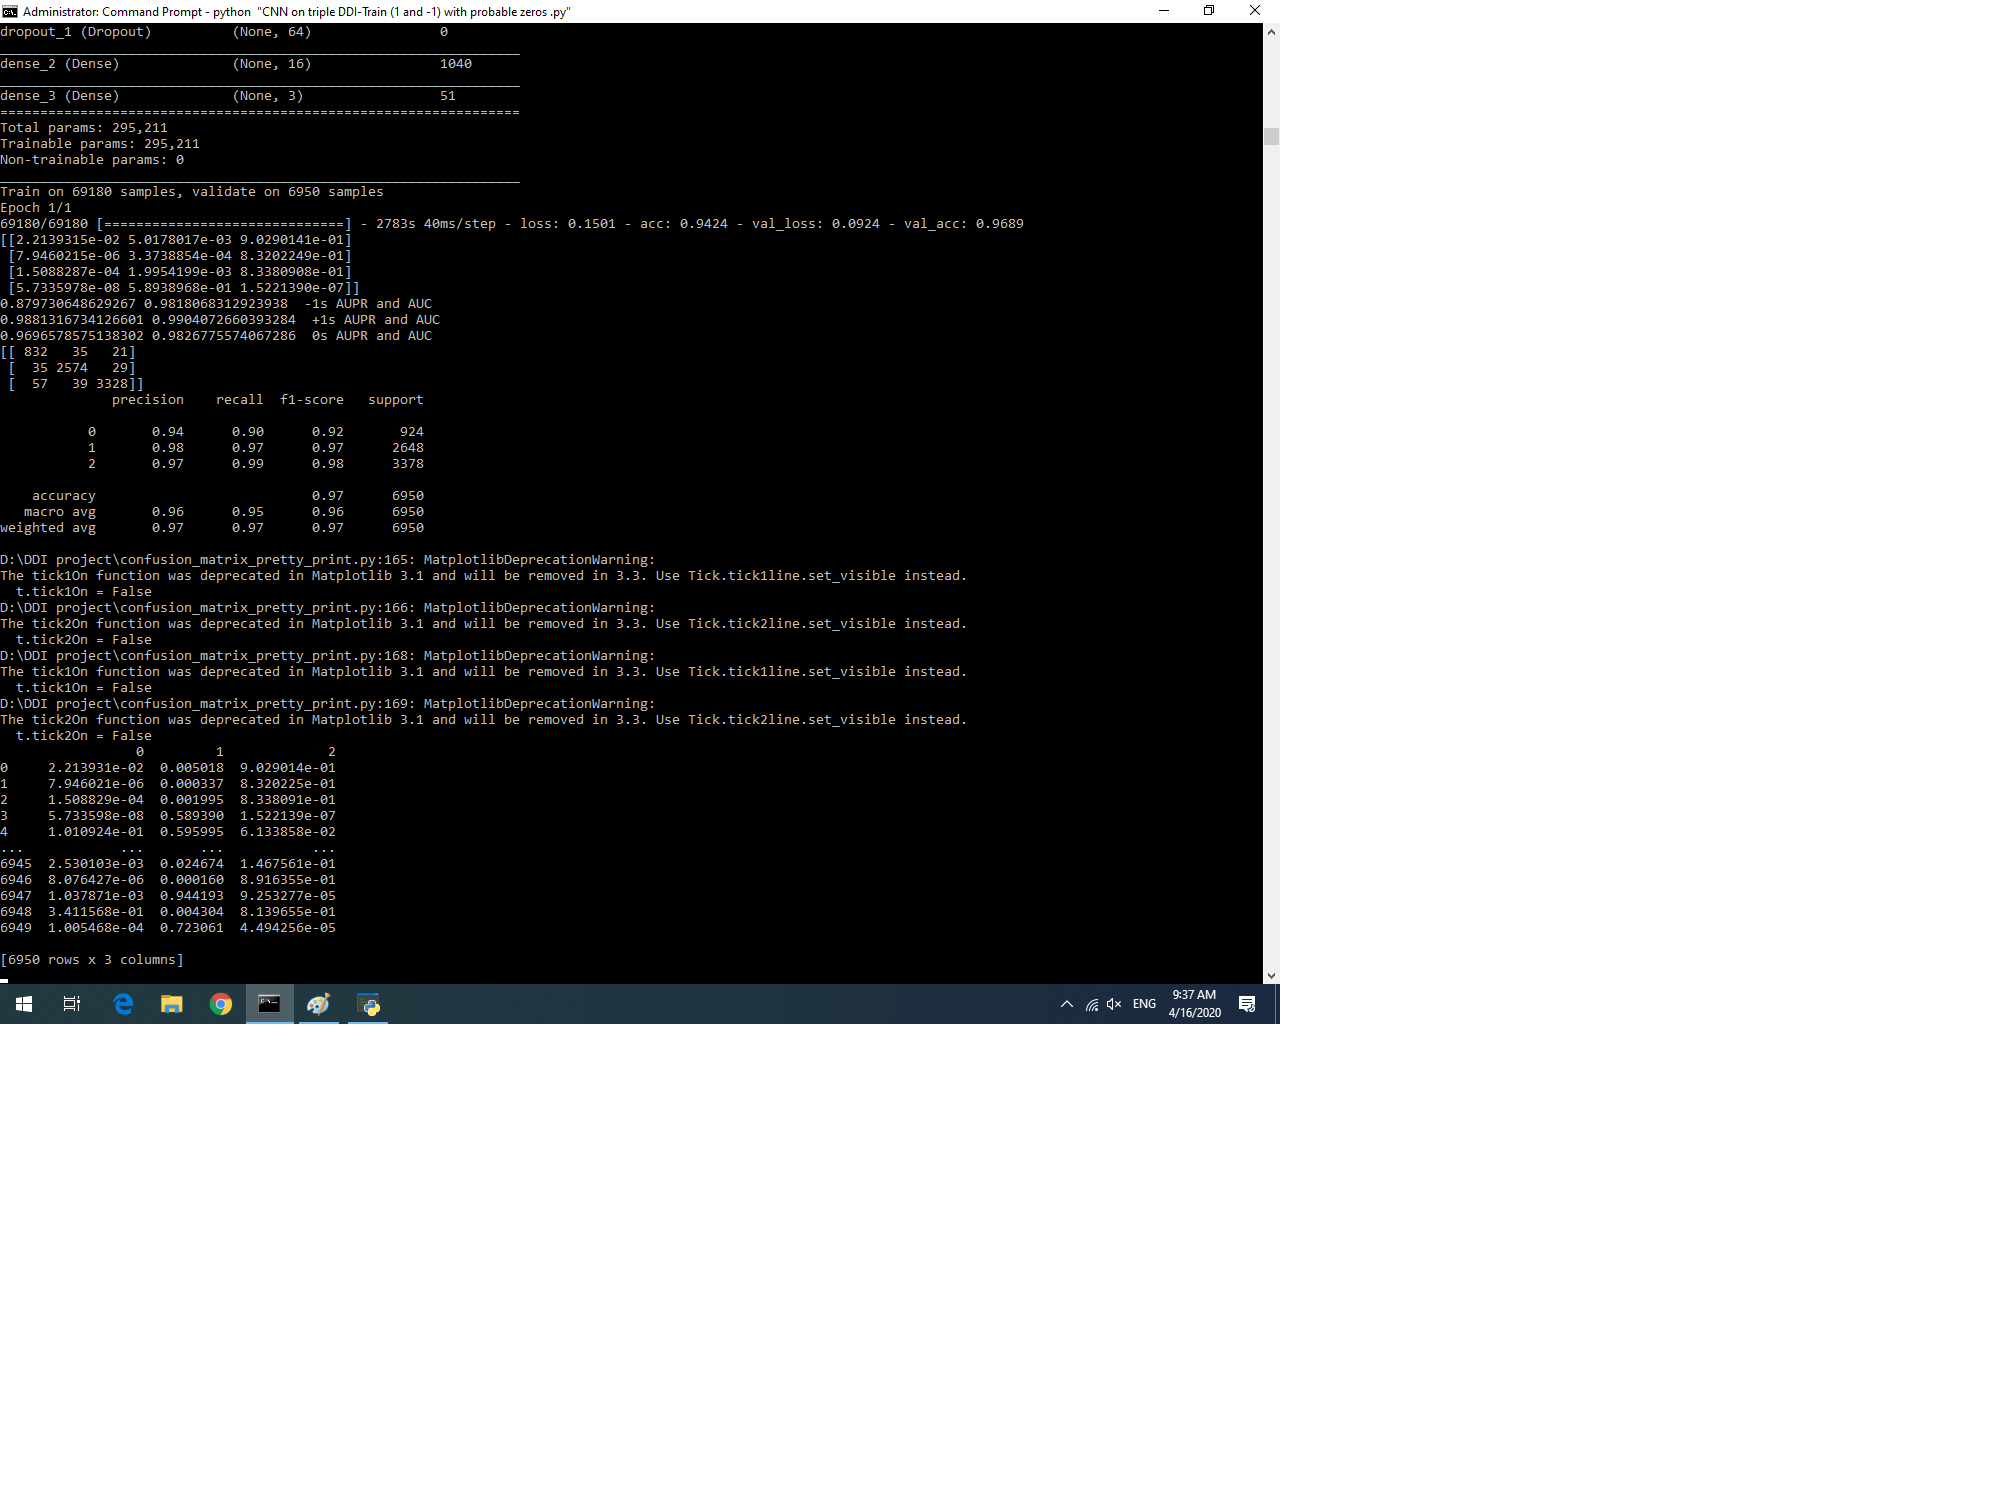 Administrator: Command Prompt - python  "CNN on triple DDI-Train (1 and -1) with probable zeros .py"
dropout_1 (Dropout)          (None, 64)                0
_________________________________________________________________
dense_2 (Dense)              (None, 16)                1040
_________________________________________________________________
dense_3 (Dense)              (None, 3)                 51
=================================================================
Total params: 295,211
Trainable params: 295,211
Non-trainable params: 0
_________________________________________________________________
Train on 69180 samples, validate on 6950 samples
Epoch 1/1
69180/69180 [==============================] - 2783s 40ms/step - loss: 0.1501 - acc: 0.9424 - val_loss: 0.0924 - val_acc: 0.9689
[[2.2139315e-02 5.0178017e-03 9.0290141e-01]
 [7.9460215e-06 3.3738854e-04 8.3202249e-01]
 [1.5088287e-04 1.9954199e-03 8.3380908e-01]
 [5.7335978e-08 5.8938968e-01 1.5221390e-07]]
0.879730648629267 0.9818068312923938  -1s AUPR and AUC
0.9881316734126601 0.9904072660393284  +1s AUPR and AUC
0.9696578575138302 0.9826775574067286  0s AUPR and AUC
[[ 832   35   21]
 [  35 2574   29]
 [  57   39 3328]]
              precision    recall  f1-score   support

           0       0.94      0.90      0.92       924
           1       0.98      0.97      0.97      2648
           2       0.97      0.99      0.98      3378

    accuracy                           0.97      6950
   macro avg       0.96      0.95      0.96      6950
weighted avg       0.97      0.97      0.97      6950

D:\DDI project\confusion_matrix_pretty_print.py:165: MatplotlibDeprecationWarning:
The tick1On function was deprecated in Matplotlib 3.1 and will be removed in 3.3. Use Tick.tick1line.set_visible instead.
  t.tick1On = False
D:\DDI project\confusion_matrix_pretty_print.py:166: MatplotlibDeprecationWarning:
The tick2On function was deprecated in Matplotlib 3.1 and will be removed in 3.3. Use Tick.tick2line.set_visible instead.
  t.tick2On = False
D:\DDI project\confusion_matrix_pretty_print.py:168: MatplotlibDeprecationWarning:
The tick1On function was deprecated in Matplotlib 3.1 and will be removed in 3.3. Use Tick.tick1line.set_visible instead.
  t.tick1On = False
D:\DDI project\confusion_matrix_pretty_print.py:169: MatplotlibDeprecationWarning:
The tick2On function was deprecated in Matplotlib 3.1 and will be removed in 3.3. Use Tick.tick2line.set_visible instead.
  t.tick2On = False
                 0         1             2
0     2.213931e-02  0.005018  9.029014e-01
1     7.946021e-06  0.000337  8.320225e-01
2     1.508829e-04  0.001995  8.338091e-01
3     5.733598e-08  0.589390  1.522139e-07
4     1.010924e-01  0.595995  6.133858e-02
...            ...       ...           ...
6945  2.530103e-03  0.024674  1.467561e-01
6946  8.076427e-06  0.000160  8.916355e-01
6947  1.037871e-03  0.944193  9.253277e-05
6948  3.411568e-01  0.004304  8.139655e-01
6949  1.005468e-04  0.723061  4.494256e-05

[6950 rows x 3 columns]
ENG
9:37 AM
4/16/2020